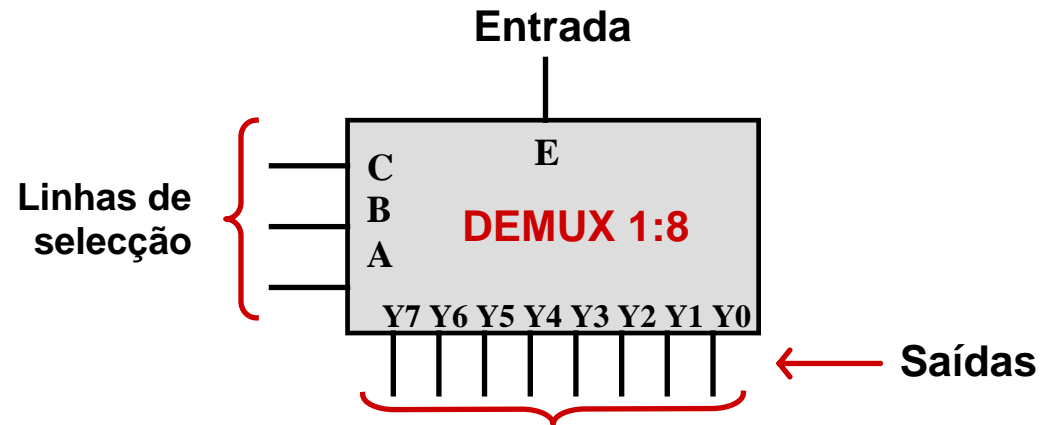 Entrada
E
C
B
A
Linhas de
selecção
DEMUX 1:8
Y7 Y6 Y5 Y4 Y3 Y2 Y1 Y0
Saídas